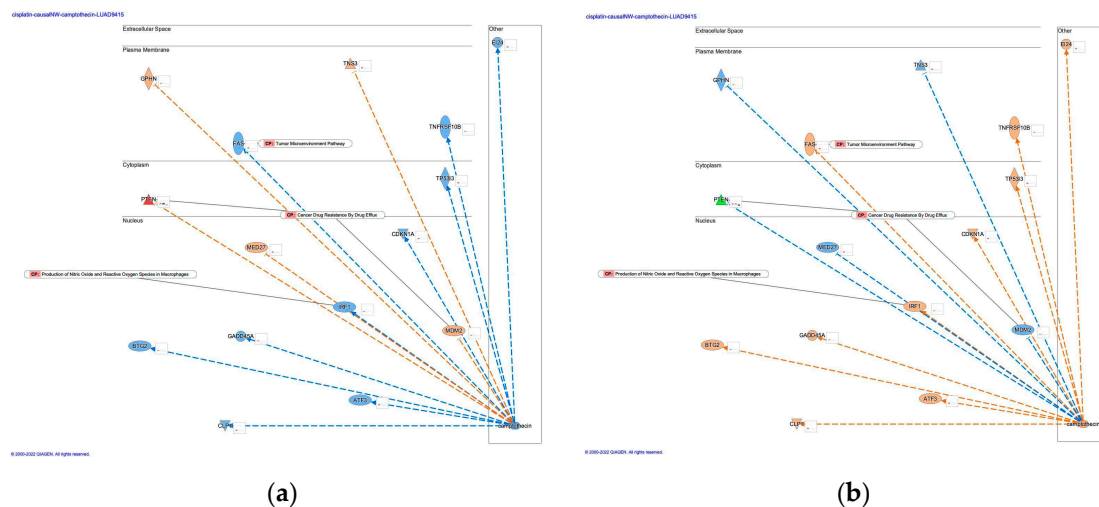 cisplatin-causalNW-camptothecin-LUAD9415
Extracellular Space
Other
EI24
Plasma Membrane
TNS3
GPHN
TNFRSF10B
FAS
CP: Tumor Microenvironment Pathway
Cytoplasm
TP53I3
PTEN
CP: Cancer Drug Resistance By Drug Efflux
Nucleus
CDKN1A
MED27
CP: Production of Nitric Oxide and Reactive Oxygen Species in Macrophages
IRF1
MDM2
GADD45A
BTG2
ATF3
camptothecin
© 2000-2022 QIAGEN. All rights reserved.
(a)
cisplatin-causalNW-camptothecin-LUAD9415
Extracellular Space
Other
EI24
Plasma Membrane
TNS3
GPHN
TNFRSF10B
FAS
CP: Tumor Microenvironment Pathway
Cytoplasm
TP53I3
PTEN
CP: Cancer Drug Resistance By Drug Efflux
Nucleus
CDKN1A
MED27
CP: Production of Nitric Oxide and Reactive Oxygen Species in Macrophages
IRF1
MDM2
GADD45A
BTG2
ATF3
camptothecin
© 2000-2022 QIAGEN. All rights reserved.
(b)